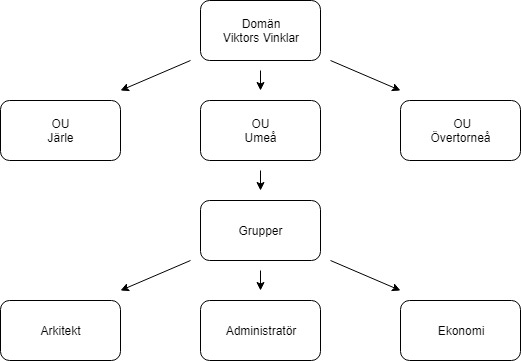 Domän
Viktors Vinklar
OU
Järle
OU
Umeå
OU
Övertorneå
Grupper
Arkitekt
Administratör
Ekonomi